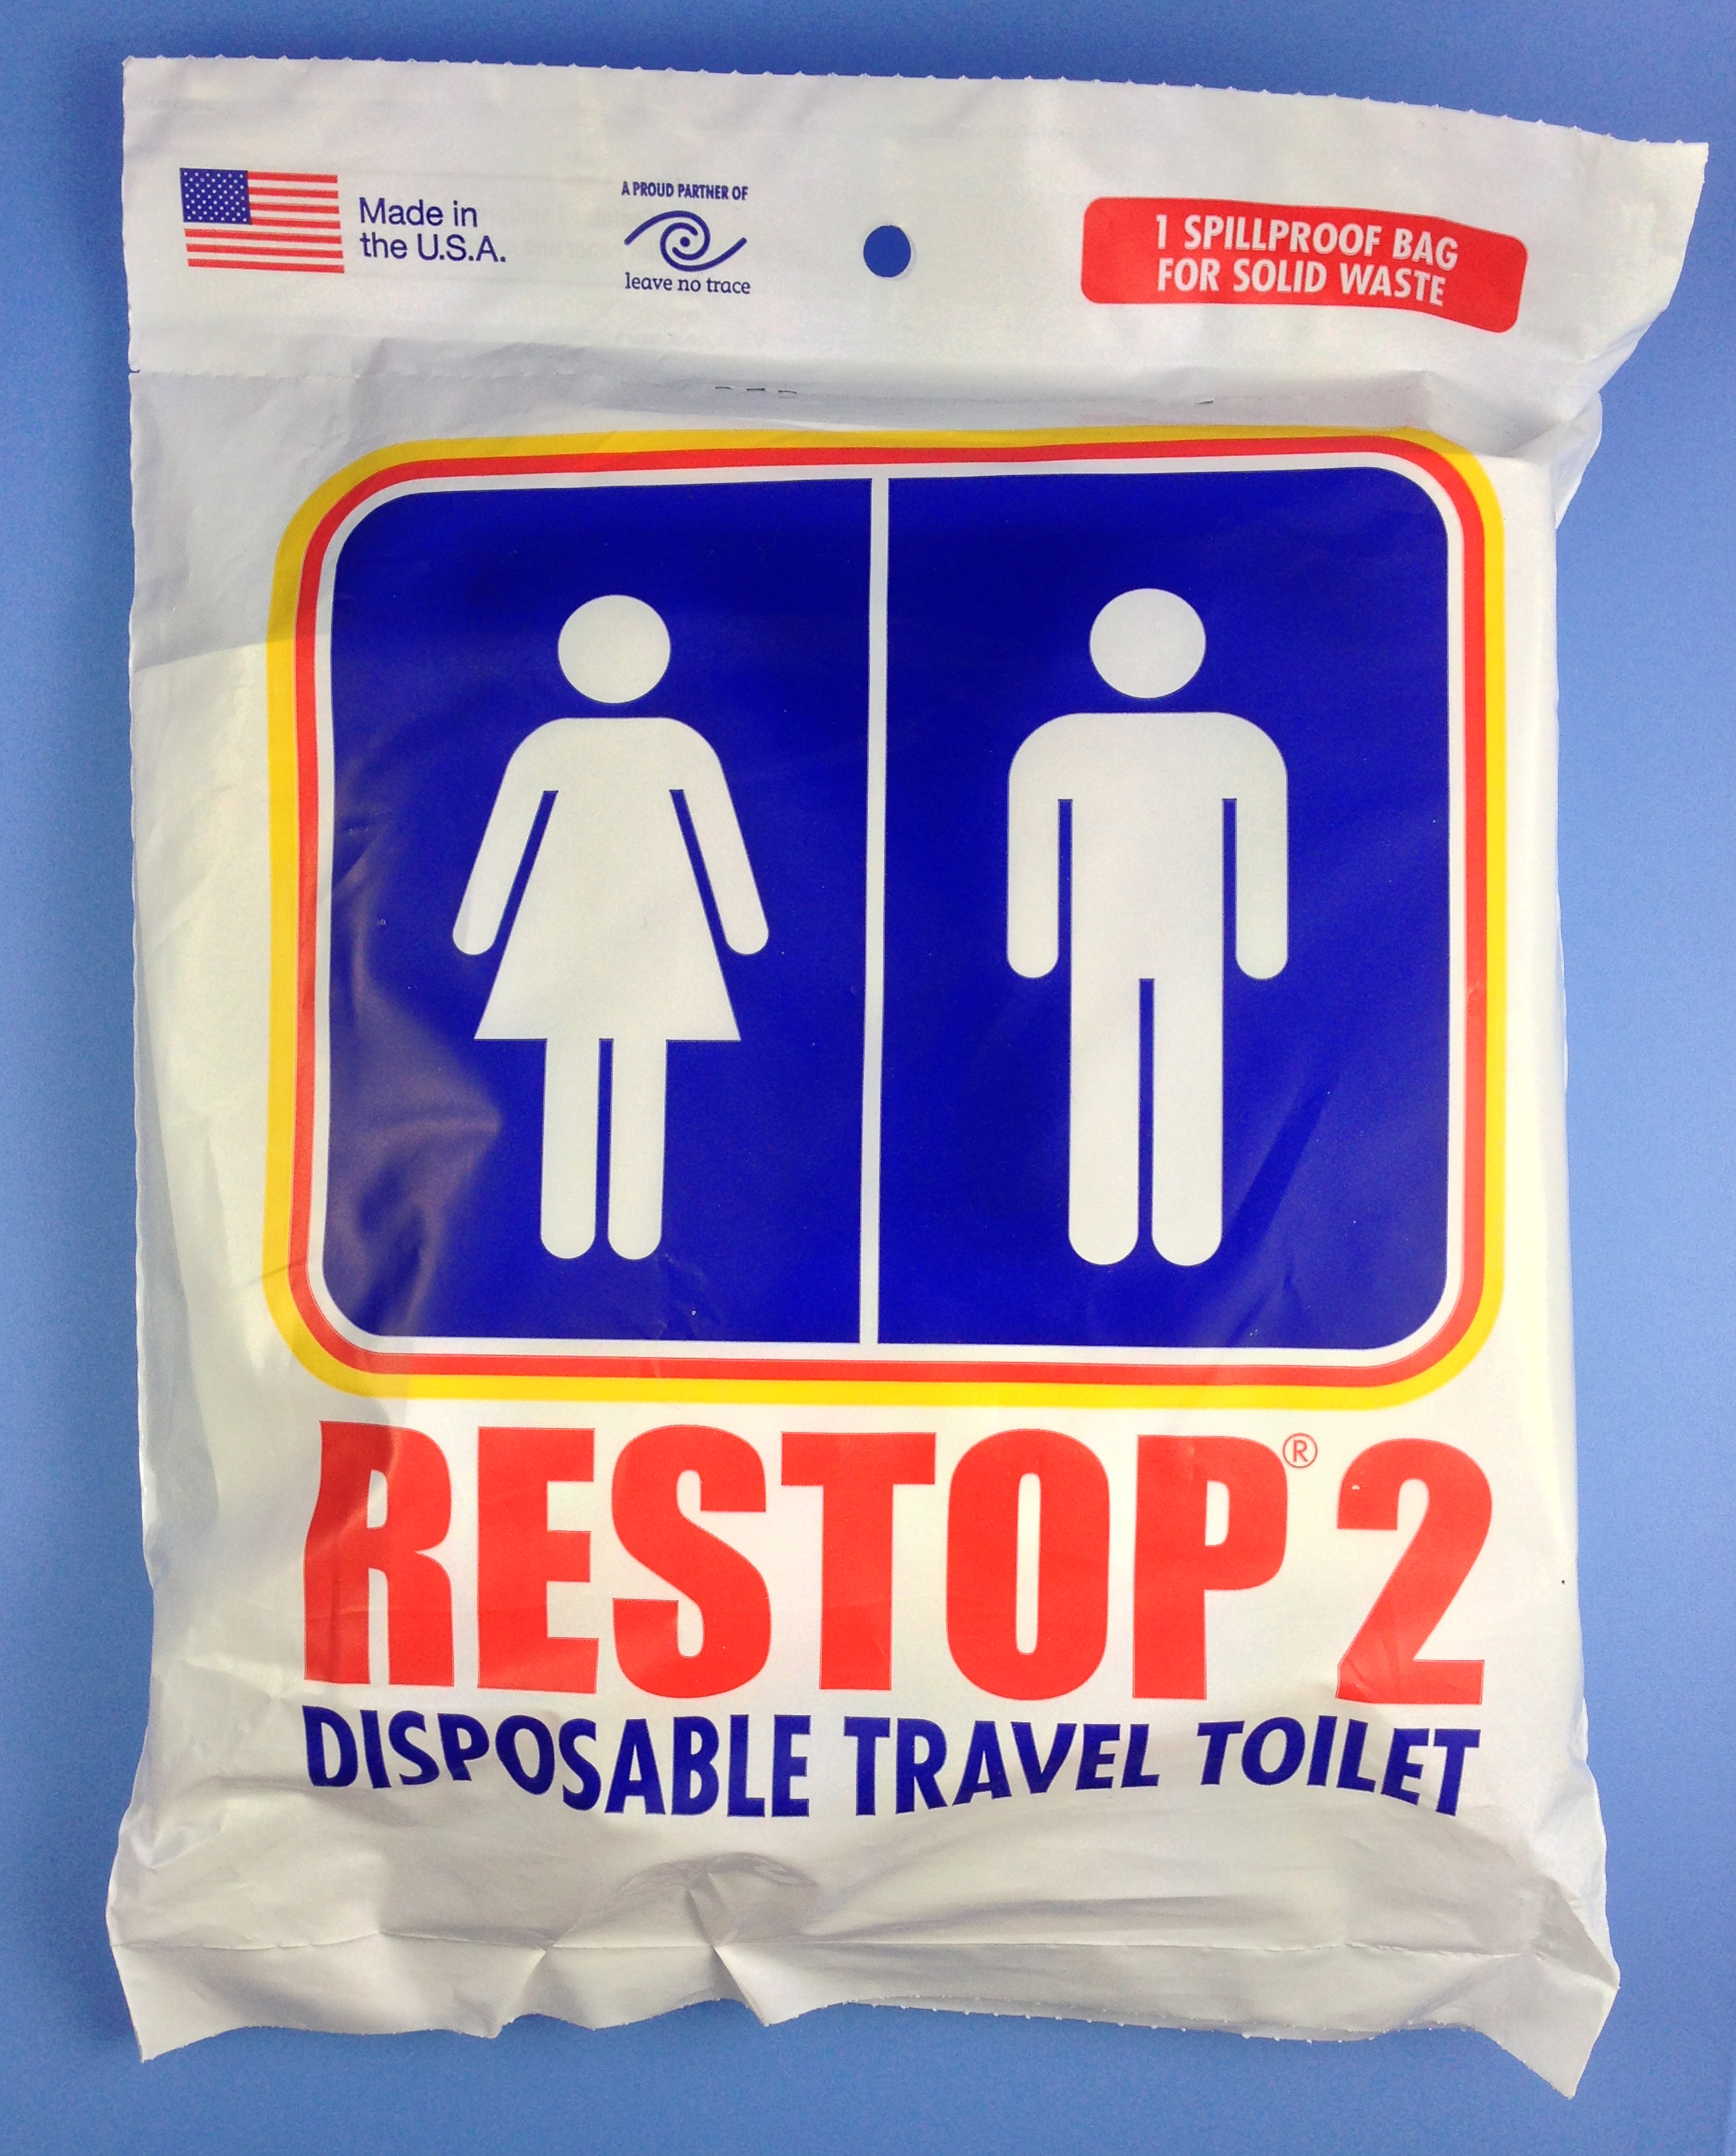 Made in
the U.S.A.
A PROUD PARTNER OF
leave no trace
1 SPILLPROOF BAG
FOR SOLID WASTE
RESTOP® 2
DISPOSABLE TRAVEL TOILET